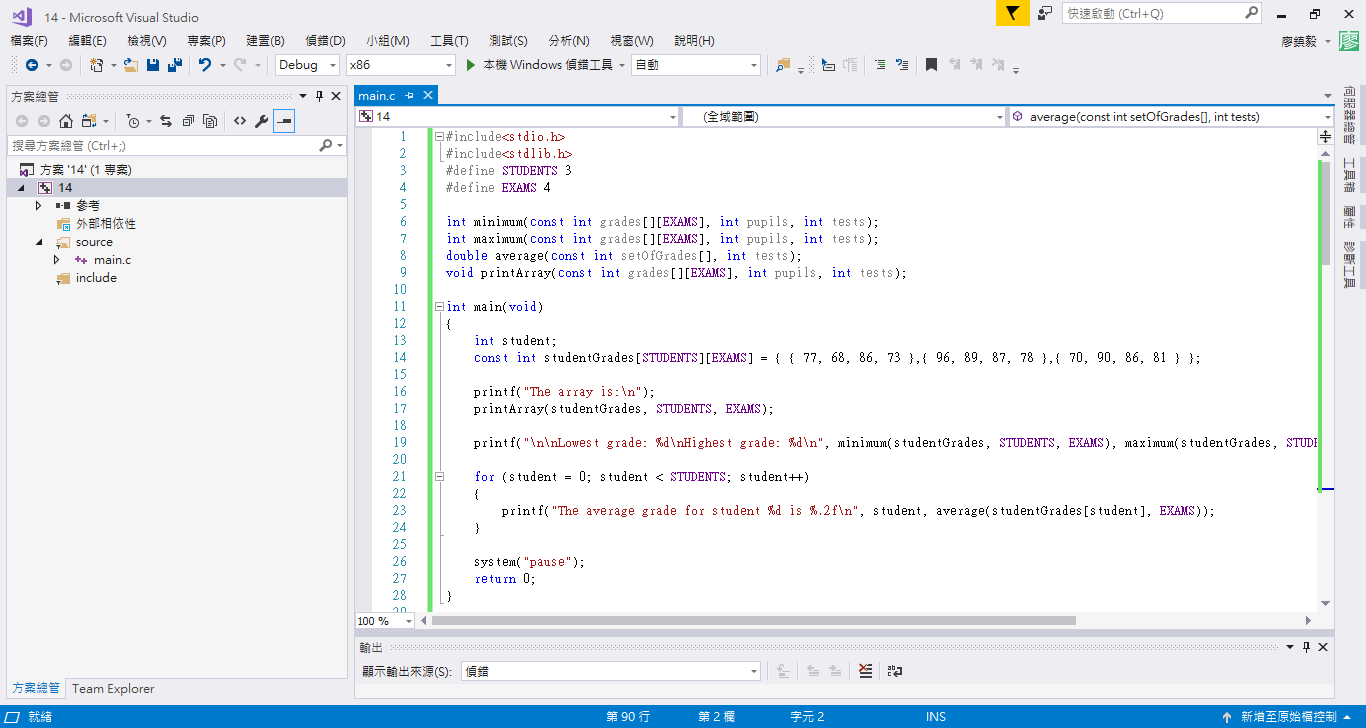 14 - Microsoft Visual Studio
快速啟動 (Ctrl+Q)
檔案(F) 編輯(E) 檢視(V) 專案(P) 建置(B) 偵錯(D) 小組(M) 工具(T) 測試(S) 分析(N) 視窗(W) 說明(H)
廖鎮毅 廖
Debug x86 本機 Windows 偵錯工具 自動
方案總管
搜尋方案總管 (Ctrl+;)
方案 '14' (1 專案)
14
參考
外部相依性
source
main.c
include
方案總管 Team Explorer
main.c
14 (全域範圍) average(const int setOfGrades[], int tests)
1 #include<stdio.h>
2 #include<stdlib.h>
3 #define STUDENTS 3
4 #define EXAMS 4
5
6 int minimum(const int grades[][EXAMS], int pupils, int tests);
7 int maximum(const int grades[][EXAMS], int pupils, int tests);
8 double average(const int setOfGrades[], int tests);
9 void printArray(const int grades[][EXAMS], int pupils, int tests);
10
11 int main(void)
12 {
13 int student;
14 const int studentGrades[STUDENTS][EXAMS] = { { 77, 68, 86, 73 },{ 96, 89, 87, 78 },{ 70, 90, 86, 81 } };
15
16 printf("The array is:\n");
17 printArray(studentGrades, STUDENTS, EXAMS);
18
19 printf("\n\nLowest grade: %d\nHighest grade: %d\n", minimum(studentGrades, STUDENTS, EXAMS), maximum(studentGrades, STUDE
20
21 for (student = 0; student < STUDENTS; student++)
22 {
23 printf("The average grade for student %d is %.2f\n", student, average(studentGrades[student], EXAMS));
24 }
25
26 system("pause");
27 return 0;
28 }
29
100 %
伺服器總管
工具箱
屬性
診斷工具
輸出
顯示輸出來源(S): 偵錯
就緒 第 90 行 第 2 欄 字元 2 INS 新增至原始檔控制